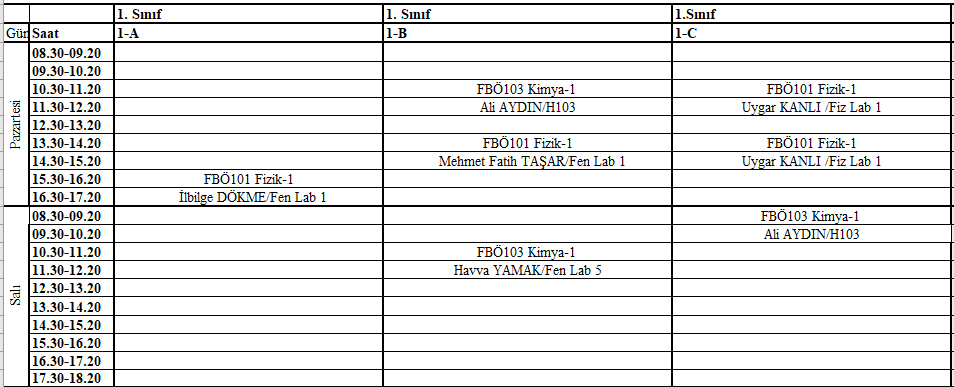 1. Sınıf 1. Sınıf 1.Sınıf
Gün Saat 1-A 1-B 1-C
Pazartesi
08.30-09.20
09.30-10.20
10.30-11.20 FBÖ103 Kimya-1 FBÖ101 Fizik-1
11.30-12.20 Ali AYDIN/H103 Uygar KANLI /Fiz Lab 1
12.30-13.20
13.30-14.20 FBÖ101 Fizik-1 FBÖ101 Fizik-1
14.30-15.20 Mehmet Fatih TAŞAR/Fen Lab 1 Uygar KANLI /Fiz Lab 1
15.30-16.20 FBÖ101 Fizik-1
16.30-17.20 İlbilge DÖKME/Fen Lab 1
Salı
08.30-09.20 FBÖ103 Kimya-1
09.30-10.20 Ali AYDIN/H103
10.30-11.20 FBÖ103 Kimya-1
11.30-12.20 Havva YAMAK/Fen Lab 5
12.30-13.20
13.30-14.20
14.30-15.20
15.30-16.20
16.30-17.20
17.30-18.20